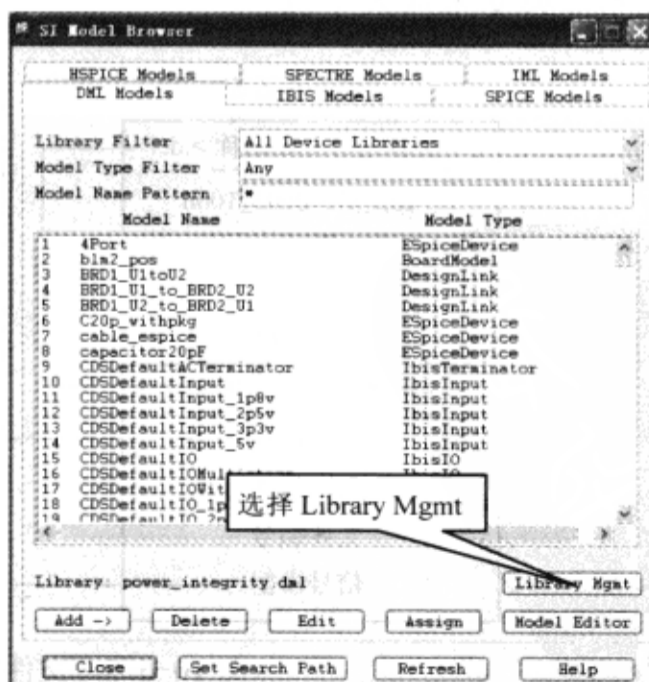 SI Model Browser
HSPICE Models SPECTRE Models IML Models
DML Models IBIS Models SPICE Models
Library Filter All Device Libraries
Model Type Filter Any
Model Name Pattern *
Model Name Model Type
1 4Port ESpiceDevice
2 blm2_pos BoardModel
3 BRD1_U1toU2 DesignLink
4 BRD1_U1_to_BRD2_U2 DesignLink
5 BRD1_U2_to_BRD2_U1 DesignLink
6 C20p_withpkg ESpiceDevice
7 cable_espice ESpiceDevice
8 capacitor20pF ESpiceDevice
9 CDSDefaultACTerminator IbisTerminator
10 CDSDefaultInput IbisInput
11 CDSDefaultInput_1p8v IbisInput
12 CDSDefaultInput_2p5v IbisInput
13 CDSDefaultInput_3p3v IbisInput
14 CDSDefaultInput_5v IbisInput
15 CDSDefaultIO IbisIO
16
17
18
19
选择 Library Mgmt
Library power_integrity.dml Library Mgmt
Add -> Delete Edit Assign Model Editor
Close Set Search Path Refresh Help